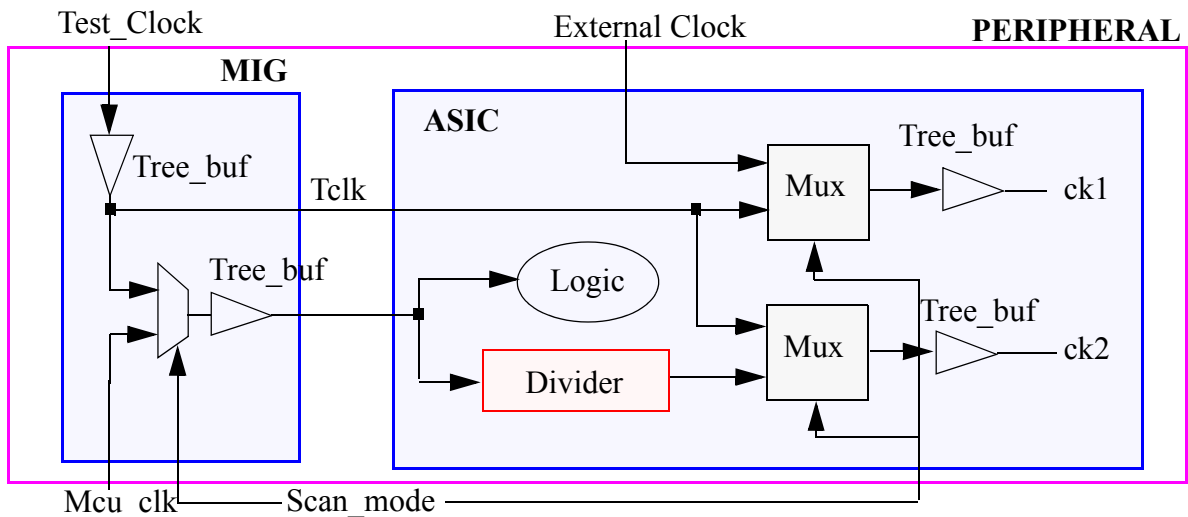 Test_Clock
External Clock
PERIPHERAL
MIG
ASIC
Tree_buf
Tree_buf
Mux
ck1
Tclk
Tree_buf
Logic
Tree_buf
Mux
ck2
Divider
Mcu_clk
Scan_mode